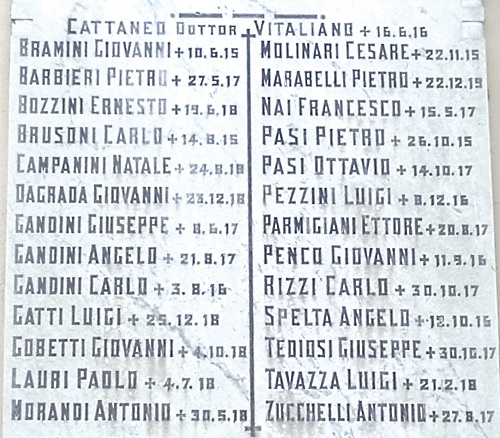 CATTANEO DOTTOR VITALIANO + 16.6.16
BRAMINI GIOVANNI + 10.6.15
BARBIERI PIETRO + 27.5.17
BOZZINI ERNESTO + 19.6.18
BRUSONI CARLO + 14.8.15
CAMPANINI NATALE + 24.8.18
DAGRADA GIOVANNI + 23.12.18
GANDINI GIUSEPPE + 8.6.17
GANDINI ANGELO + 21.8.17
GANDINI CARLO + 3.8.16
GATTI LUIGI + 25.12.18
GOBETTI GIOVANNI + 4.10.18
LAURI PAOLO + 4.7.18
MORANDI ANTONIO + 30.5.18
MOLINARI CESARE + 22.11.15
MARABELLI PIETRO + 22.12.19
NAI FRANCESCO + 15.5.17
PASI PIETRO + 26.10.15
PASI OTTAVIO + 14.10.17
PEZZINI LUIGI + 8.12.16
PARMIGIANI ETTORE + 20.8.17
PENCO GIOVANNI + 11.9.16
RIZZI CARLO + 30.10.17
SPELTA ANGELO + 12.10.16
TEDIOSI GIUSEPPE + 30.10.17
TAVAZZA LUIGI + 21.2.18
ZUCCHELLI ANTONIO + 27.8.17